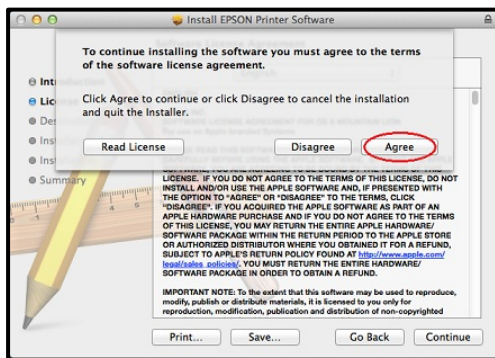 Install EPSON Printer Software
To continue installing the software you must agree to the terms
of the software license agreement.
Click Agree to continue or click Disagree to cancel the installation
and quit the Installer.
Read License
Disagree
Agree
Int
Lice
Des
Inst
Inst
Summary
LICENSE. IF YOU DO NOT AGREE TO THE TERMS OF THIS LICENSE, DO NOT
INSTALL AND/OR USE THE APPLE SOFTWARE AND, IF PRESENTED WITH
THE OPTION TO "AGREE" OR "DISAGREE" TO THE TERMS, CLICK
"DISAGREE". IF YOU ACQUIRED THE APPLE SOFTWARE AS PART OF AN
APPLE HARDWARE PURCHASE AND IF YOU DO NOT AGREE TO THE TERMS
OF THIS LICENSE, YOU MAY RETURN THE ENTIRE APPLE HARDWARE/
SOFTWARE PACKAGE WITHIN THE RETURN PERIOD TO THE APPLE STORE
OR AUTHORIZED DISTRIBUTOR WHERE YOU OBTAINED IT FOR A REFUND,
SUBJECT TO APPLE'S RETURN POLICY FOUND AT http://www.apple.com/
legal/sales_policies/. YOU MUST RETURN THE ENTIRE HARDWARE/
SOFTWARE PACKAGE IN ORDER TO OBTAIN A REFUND.
IMPORTANT NOTE: To the extent that this software may be used to reproduce,
modify, publish or distribute materials, it is licensed to you only for
reproduction, modification, publication and distribution of non-copyrighted
Print...
Save...
Go Back
Continue